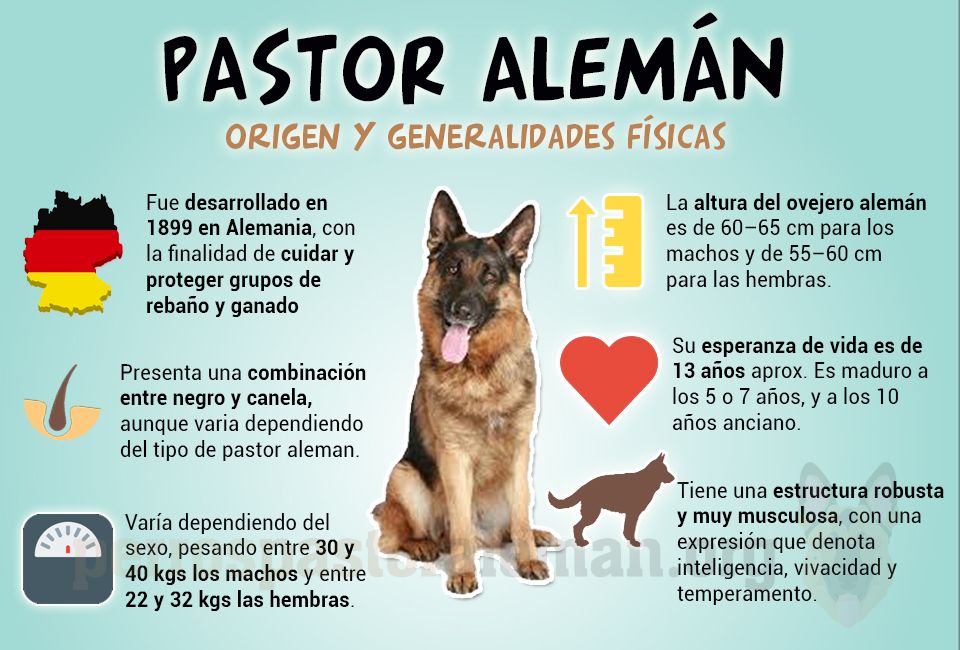 PASTOR ALEMÁN
ORIGEN Y GENERALIDADES FÍSICAS
Fue desarrollado en
1899 en Alemania, con
la finalidad de cuidar y
proteger grupos de
rebaño y ganado
Presenta una combinación
entre negro y canela,
aunque varia dependiendo
del tipo de pastor aleman.
Varía dependiendo del
sexo, pesando entre 30 y
40 kgs los machos y entre
22 y 32 kgs las hembras.
La altura del ovejero alemán
es de 60–65 cm para los
machos y de 55–60 cm
para las hembras.
Su esperanza de vida es de
13 años aprox. Es maduro a
los 5 o 7 años, y a los 10
años anciano.
Tiene una estructura robusta
y muy musculosa, con una
expresión que denota
inteligencia, vivacidad y
temperamento.